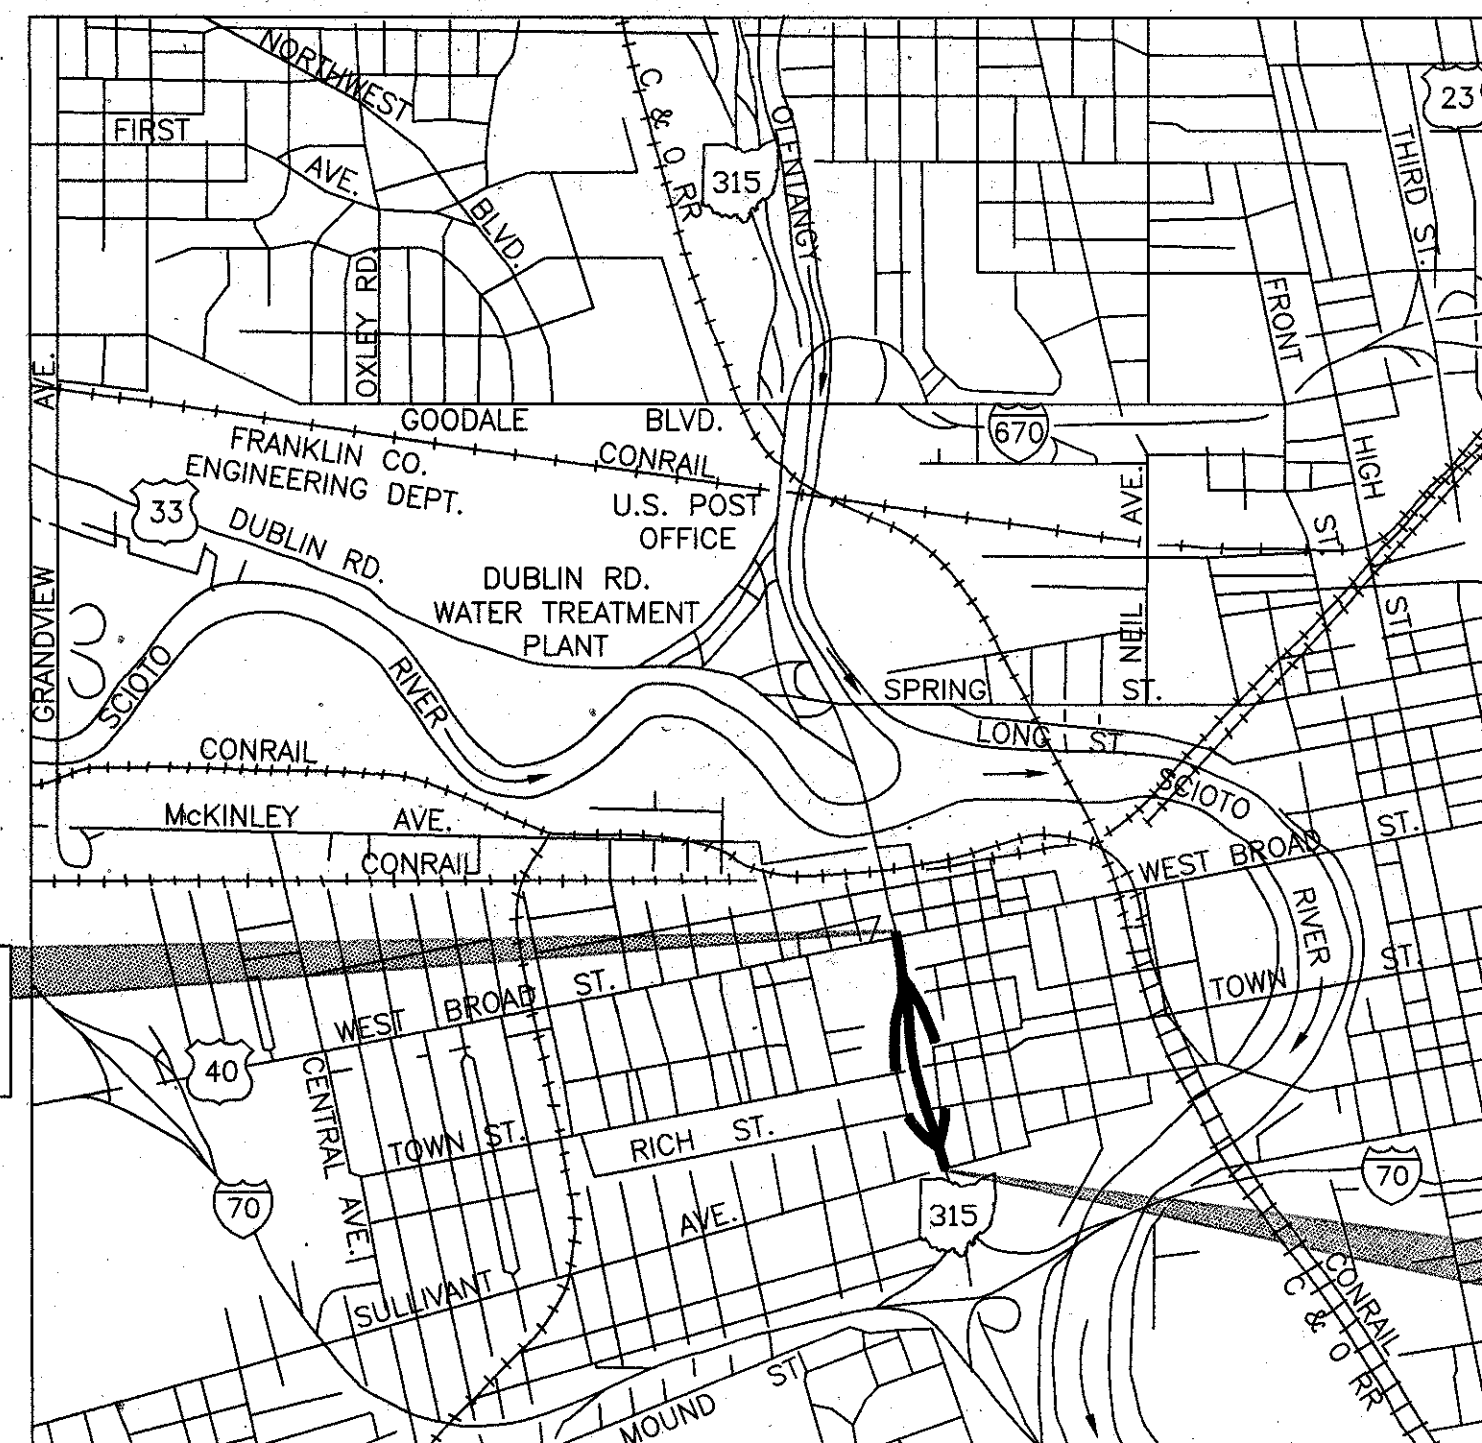 NORTHWEST
BLVD.
FIRST
AVE.
C & O RR
315
OLENTANGY
23
THIRD ST.
OXLEY RD.
FRONT
ST.
AVE.
GRANDVIEW
GOODALE BLVD.
670
CONRAIL
FRANKLIN CO.
ENGINEERING DEPT.
HIGH
ST.
33
DUBLIN RD.
U.S. POST
OFFICE
NEIL AVE.
DUBLIN RD.
WATER TREATMENT
PLANT
SCIOTO
RIVER
SPRING ST.
LONG ST
CONRAIL
McKINLEY AVE.
CONRAIL
SCIOTO
RIVER
WEST BROAD ST.
TOWN ST.
WEST BROAD ST.
40
CENTRAL
AVE.
TOWN ST.
RICH ST.
70
70
315
SULLIVANT
AVE.
CONRAIL
C & O RR
MOUND ST